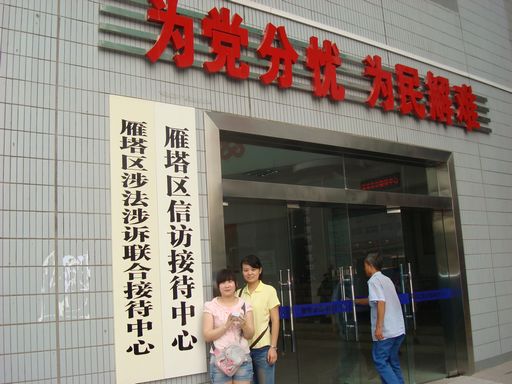 为党分忧 为民解难
雁塔区信访接待中心
雁塔区涉法涉诉联合接待中心